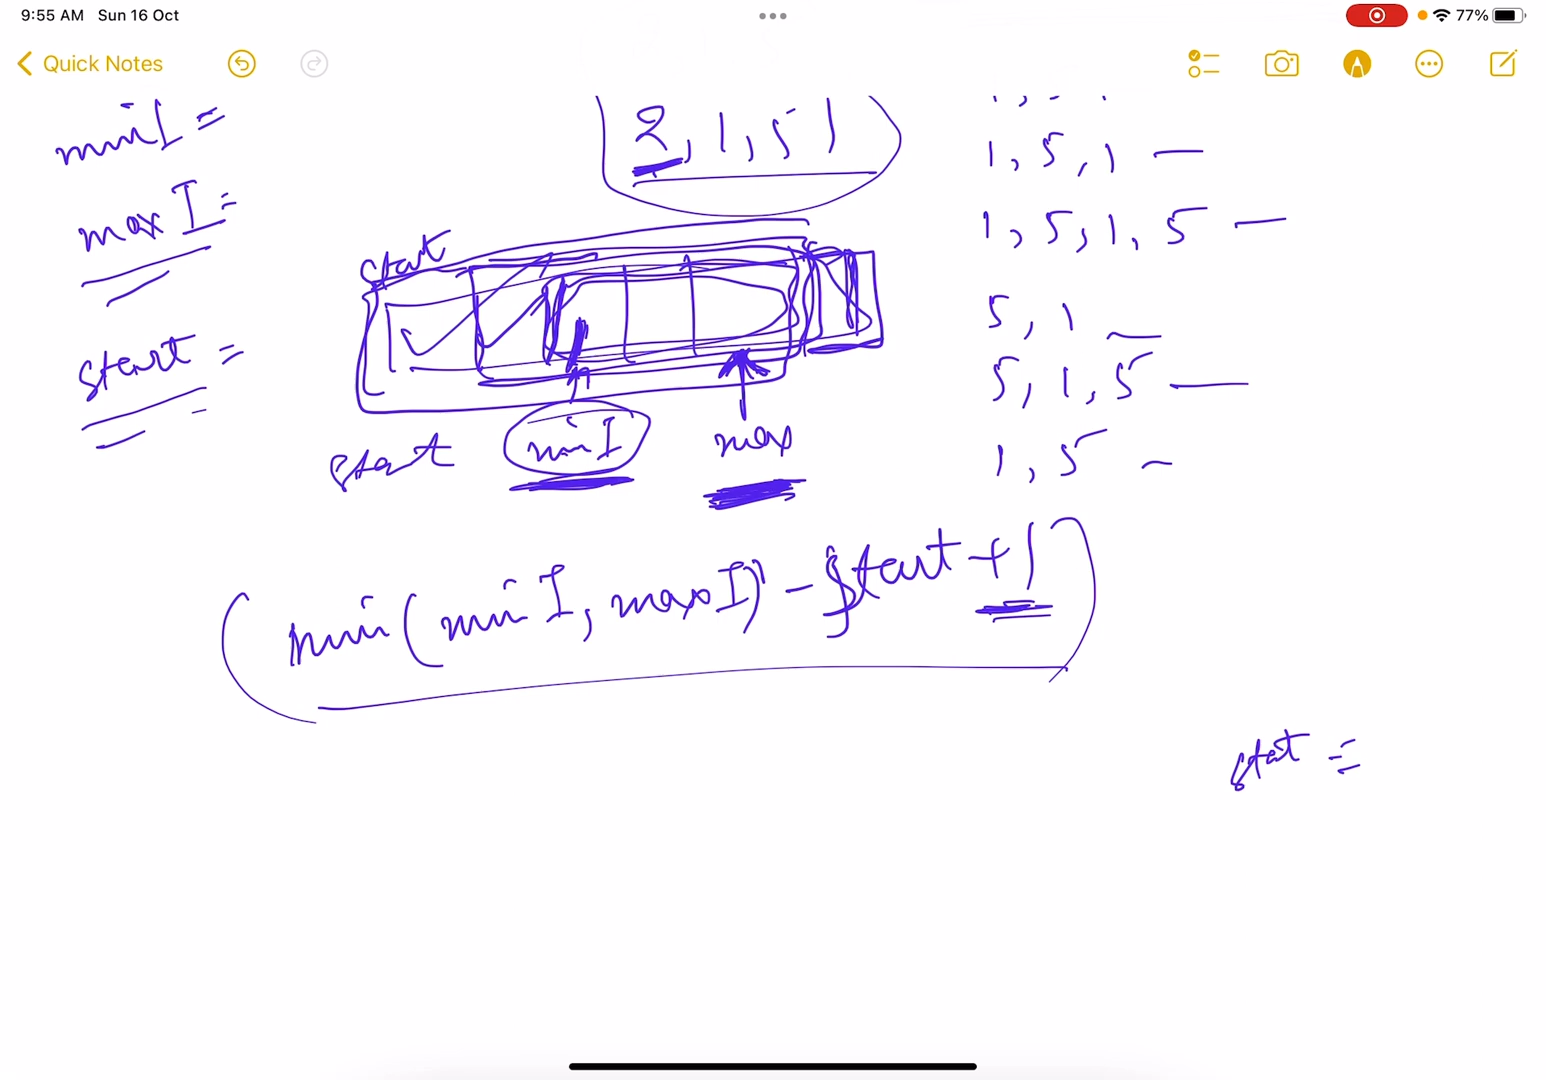 9:55 AM Sun 16 Oct
77%
Quick Notes
minI =
maxI =
start =
2, 1, 5 1
start
start minI max
min(minI, maxI) - start + 1
1, 5, 1 —
1, 5, 1, 5 —
5, 1 —
5, 1, 5 —
1, 5 —
start =